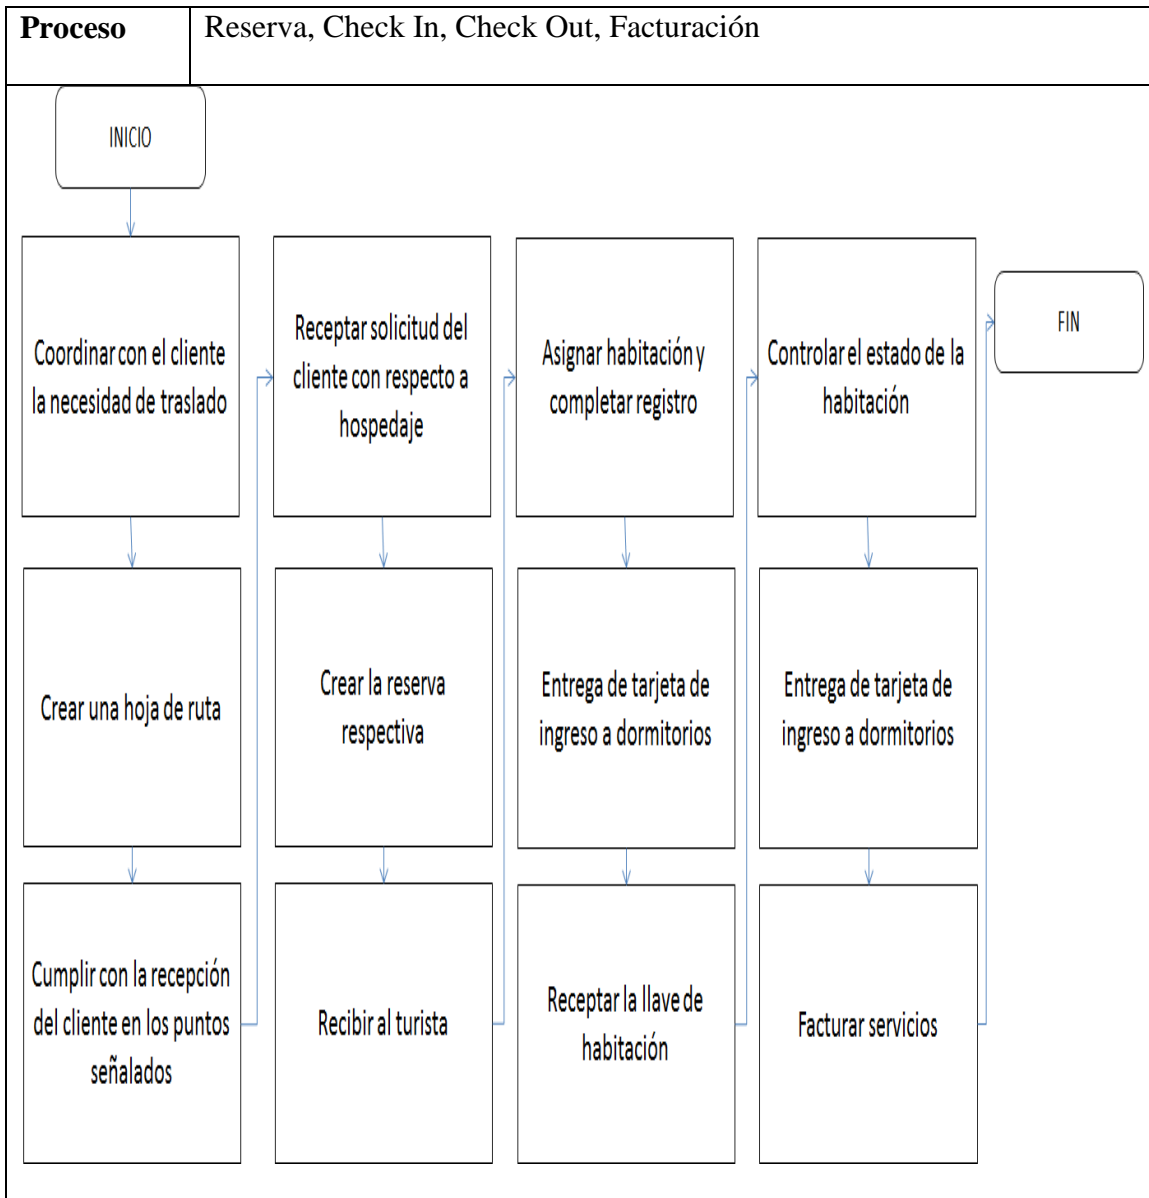 Proceso
Reserva, Check In, Check Out, Facturación
INICIO
Coordinar con el cliente
la necesidad de traslado
Crear una hoja de ruta
Cumplir con la recepción
del cliente en los puntos
señalados
Receptar solicitud del
cliente con respecto a
hospedaje
Crear la reserva
respectiva
Recibir al turista
Asignar habitación y
completar registro
Entrega de tarjeta de
ingreso a dormitorios
Receptar la llave de
habitación
Controlar el estado de la
habitación
Entrega de tarjeta de
ingreso a dormitorios
Facturar servicios
FIN